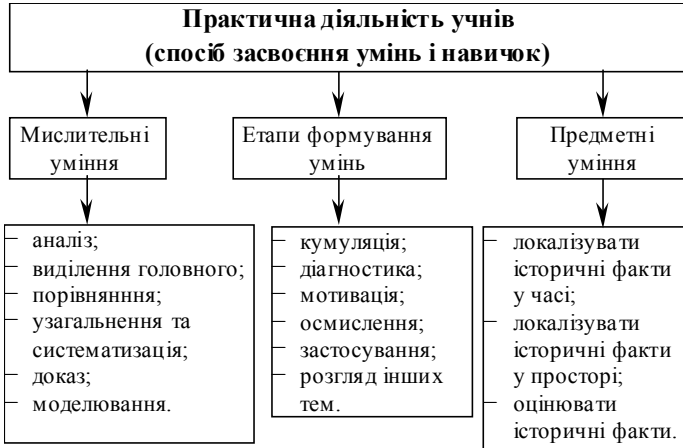 Практична діяльність учнів
(спосіб засвоєння умінь і навичок)
Мислительні
уміння
Етапи формування
умінь
Предметні
уміння
– аналіз;
– виділення головного;
– порівнянння;
– узагальнення та
систематизація;
– доказ;
– моделювання.
– кумуляція;
– діагностика;
– мотивація;
– осмислення;
– застосування;
– розгляд інших
тем.
– локалізувати
історичні факти
у часі;
– локалізувати
історичні факти
у просторі;
– оцінювати
історичні факти.